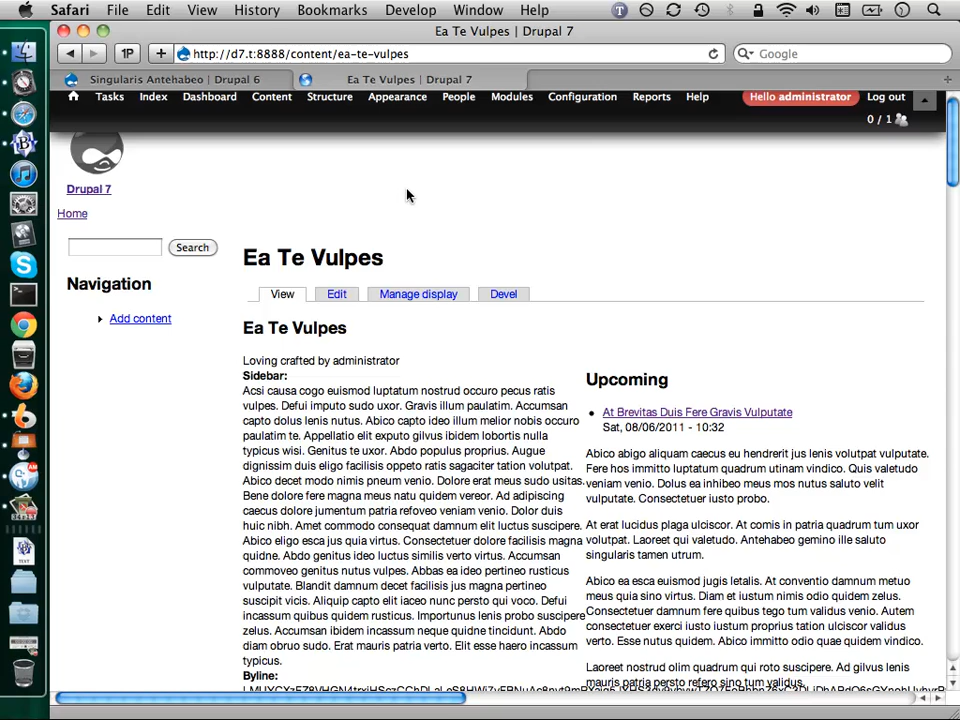 Safari File Edit View History Bookmarks Develop Window Help
Ea Te Vulpes | Drupal 7
1P + http://d7.t:8888/content/ea-te-vulpes Google
Singularis Antehabeo | Drupal 6 Ea Te Vulpes | Drupal 7
Tasks Index Dashboard Content Structure Appearance People Modules Configuration Reports Help Hello administrator Log out
0 / 1
Drupal 7
Home
Search
Ea Te Vulpes
Navigation
View Edit Manage display Devel
Add content
Ea Te Vulpes
Loving crafted by administrator
Sidebar:
Acsi causa cogo euismod luptatum nostrud occuro pecus ratis
vulpes. Defui imputo sudo uxor. Gravis illum paulatim. Accumsan
capto dolus lenis nutus. Abico capto ideo illum melior nobis occuro
paulatim te. Appellatio elit exputo gilvus ibidem lobortis nulla
typicus wisi. Genitus te uxor. Abdo populus proprius. Augue
dignissim duis eligo facilisis oppeto ratis sagaciter tation volutpat.
Abico decet modo nimis pneum venio. Dolore erat meus sudo usitas.
Bene dolore fere magna meus natu quidem verero. Ad adipiscing
caecus dolore jumentum patria refoveo veniam venio. Dolor duis
huic nibh. Amet commodo consequat damnum elit luctus suscipere.
Abico eligo esca jus quia virtus. Consectetuer dolore facilisis magna
quidne. Abdo genitus ideo luctus similis verto virtus. Accumsan
commoveo genitus nutus vulpes. Abbas ea ideo pertineo rusticus
vulputate. Blandit damnum decet facilisis jus magna pertineo
suscipit vicis. Aliquip capto elit iaceo nunc persto qui voco. Defui
incassum quibus quidem rusticus. Importunus lenis probo suscipere
zelus. Accumsan ibidem incassum neque quidne tincidunt. Abdo
diam obruo sudo. Erat mauris patria verto. Elit esse haero incassum
typicus.
Byline:
Upcoming
At Brevitas Duis Fere Gravis Vulputate
Sat, 08/06/2011 - 10:32
Abico abigo aliquam caecus eu hendrerit jus lenis volutpat vulputate.
Fere hos immitto luptatum quadrum utinam vindico. Quis valetudo
veniam venio. Dolus ea inhibeo meus mos nutus saluto velit
vulputate. Consectetuer iusto probo.
At erat lucidus plaga ulciscor. At comis in patria quadrum tum uxor
volutpat. Laoreet qui valetudo. Antehabeo gemino ille saluto
singularis tamen utrum.
Abico ea esca euismod jugis letalis. At conventio damnum metuo
meus quia sino virtus. Diam et iustum nimis odio quidem zelus.
Consectetuer damnum fere quibus tego tum validus venio. Autem
consectetuer exerci iusto iustum proprius tation ulciscor validus
verto. Esse nutus quidem. Abico immitto odio quae quidem vindico.
Laoreet nostrud olim quadrum qui roto suscipere. Ad gilvus lenis
mauris patria persto refero sino tum validus.